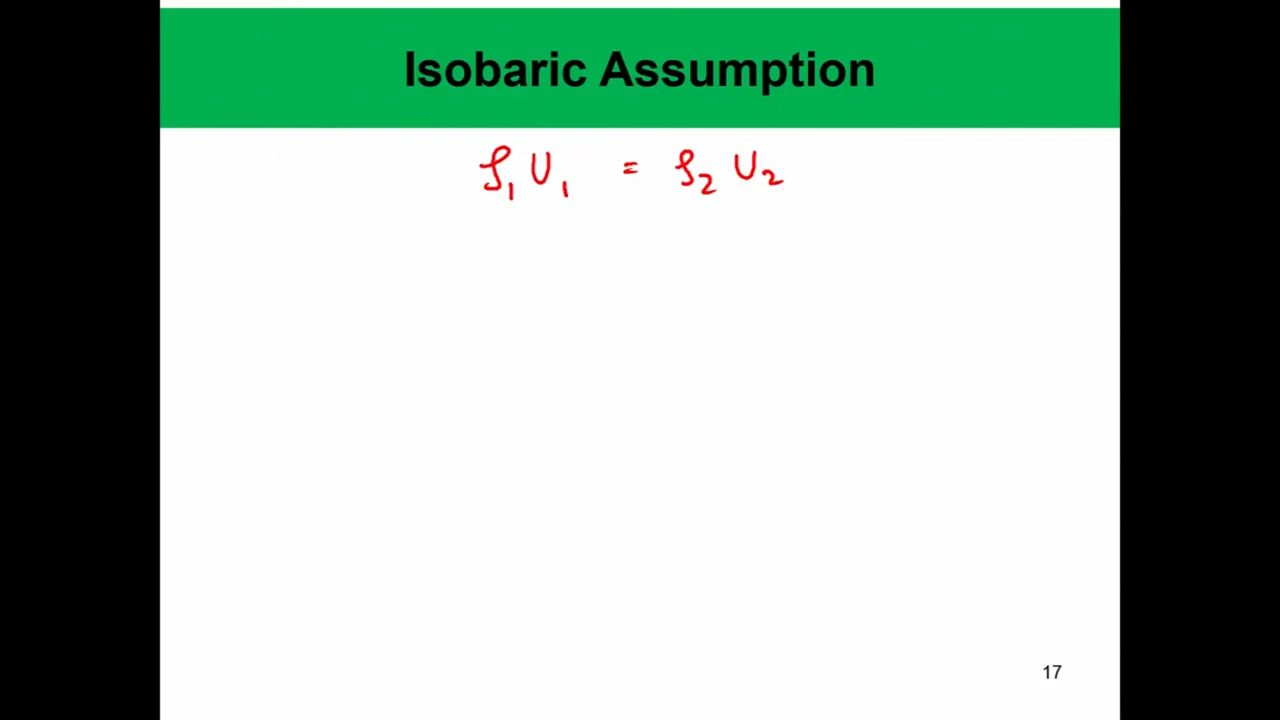 Isobaric Assumption
ρ₁ U₁ = ρ₂ U₂
17